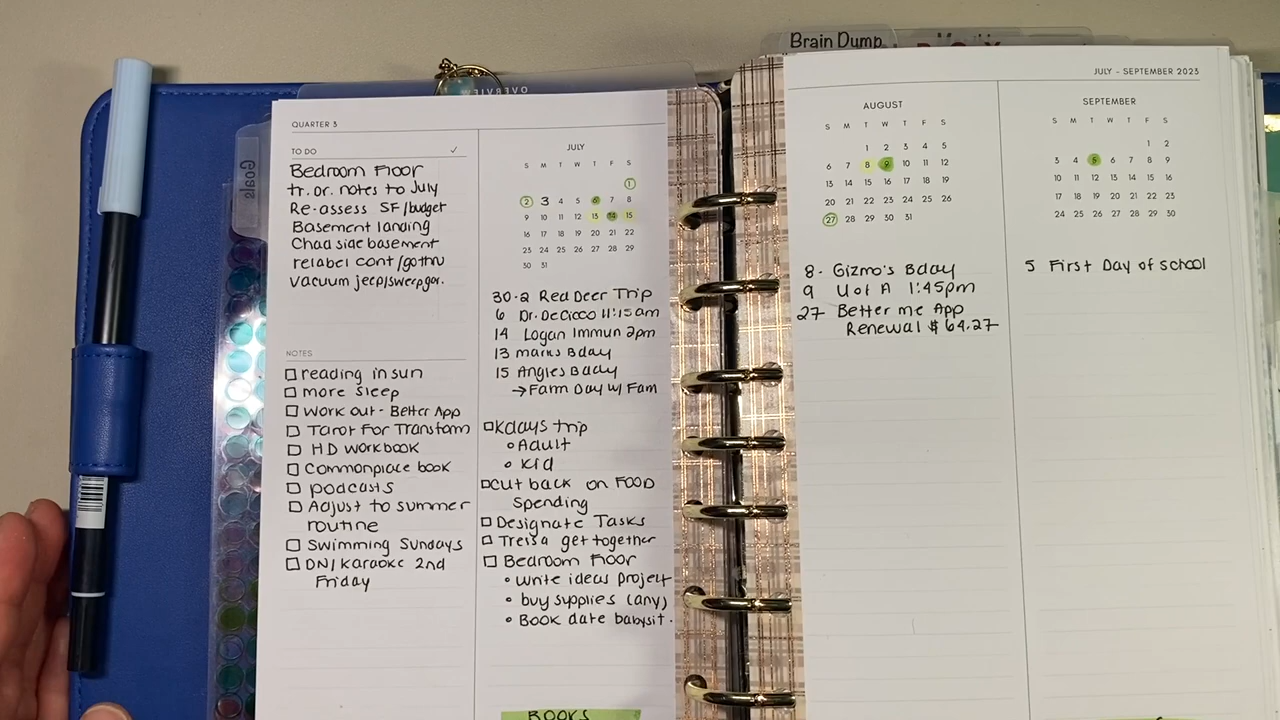 Brain Dump
OVERVIEW
Goals
QUARTER 3
TO DO ✓
Bedroom Floor
tr. or. notes to July
Re-assess SF/budget
Basement landing
Chad side basement
relabel cont/go thru
vacuum jeep/sweep gar.
NOTES
□ reading in sun
□ more sleep
□ work out - Better App
□ Tarot For Transform
□ HD workbook
□ Commonplace book
□ podcasts
□ Adjust to summer
routine
□ Swimming Sundays
□ DN/Karaoke 2nd
Friday
JULY
S M T W T F S
1
2 3 4 5 6 7 8
9 10 11 12 13 14 15
16 17 18 19 20 21 22
23 24 25 26 27 28 29
30 31
30-2 Red Deer Trip
6 Dr. DeCicco 11:15am
14 Logan Immun 2pm
13 marks Bday
15 Angies Bday
→ Farm Day w/ Fam
□ Kdays trip
• Adult
• Kid
□ cut back on FOOD
Spending
□ Designate Tasks
□ Treisa get together
□ Bedroom Floor
• write ideas project
• buy supplies (any)
• Book date babysit.
BOOKS
JULY - SEPTEMBER 2023
AUGUST
S M T W T F S
1 2 3 4 5
6 7 8 9 10 11 12
13 14 15 16 17 18 19
20 21 22 23 24 25 26
27 28 29 30 31
8 - Gizmo's Bday
9 U of A 1:45pm
27 Better me App
Renewal $64.27
SEPTEMBER
S M T W T F S
1 2
3 4 5 6 7 8 9
10 11 12 13 14 15 16
17 18 19 20 21 22 23
24 25 26 27 28 29 30
5 First Day of school